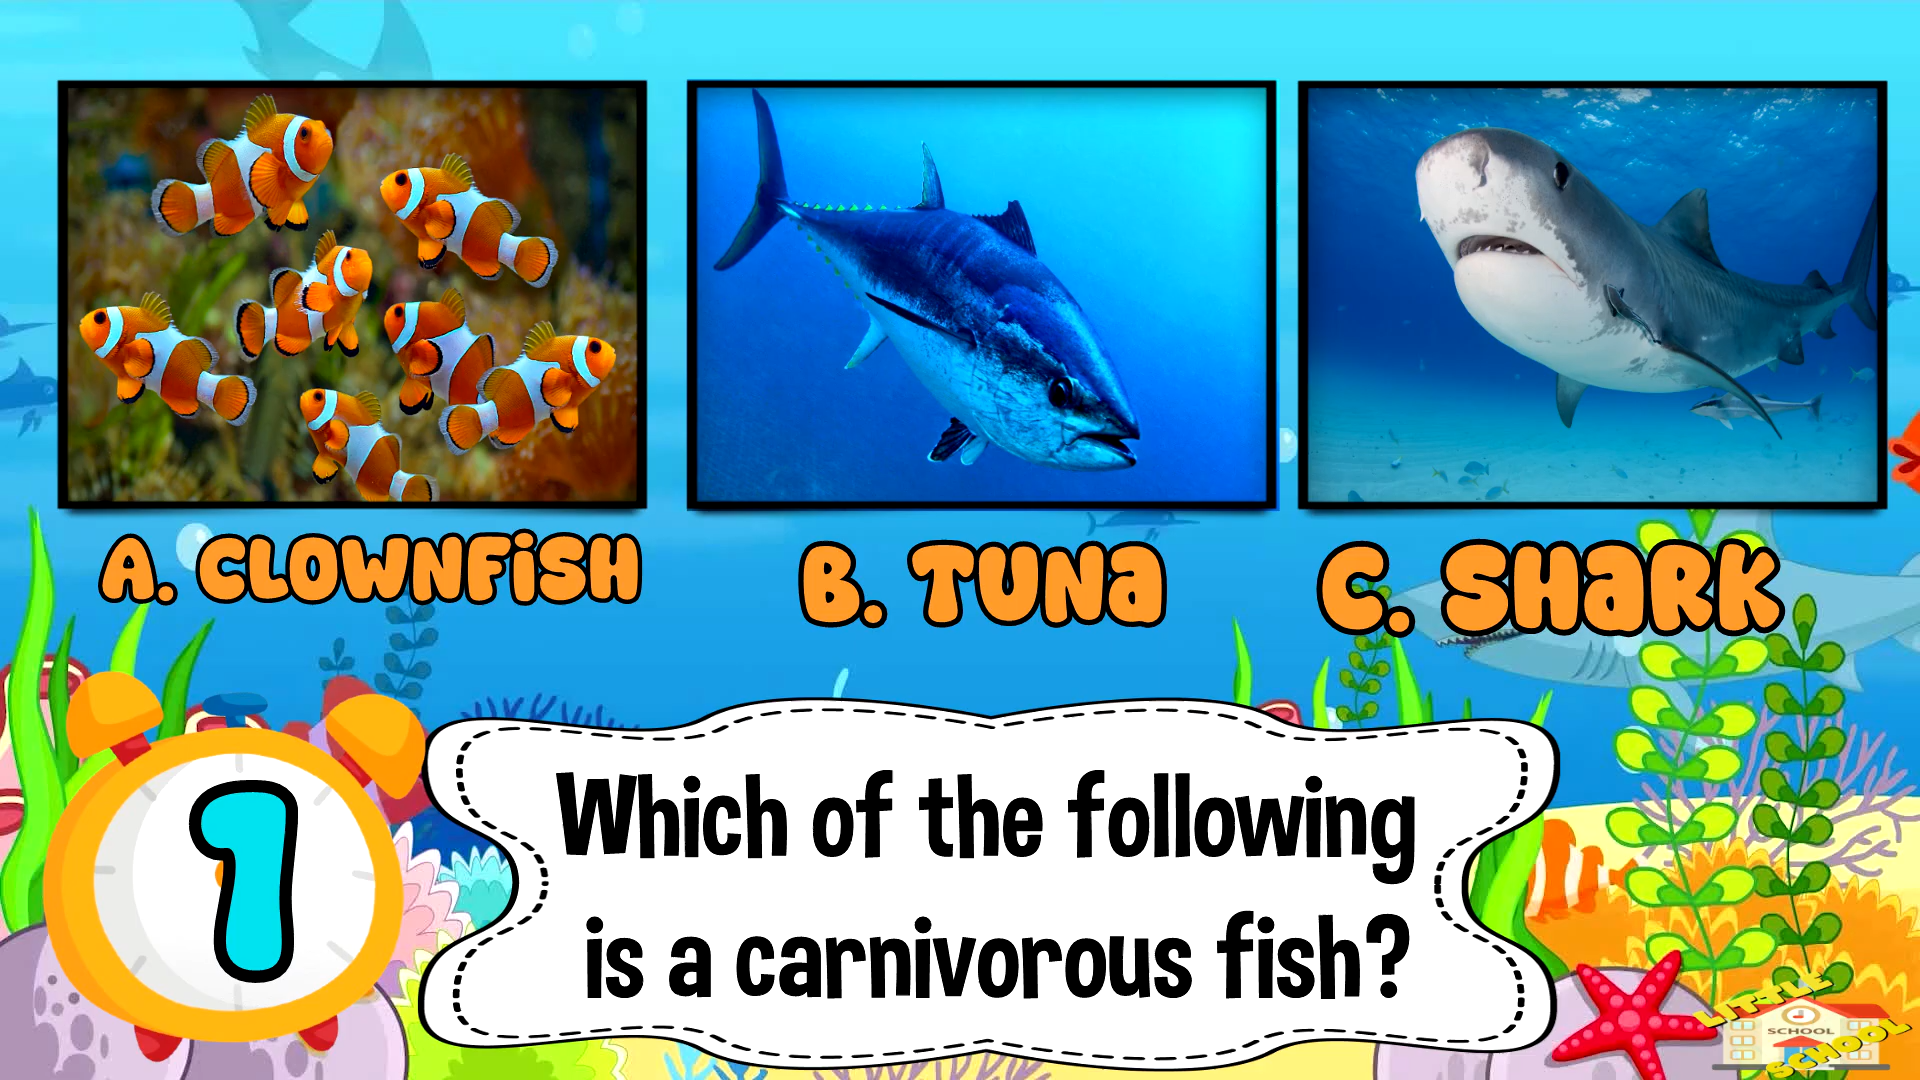 A. CLOWNFiSH
B. TUNa
C. SHaRK
1
Which of the following
is a carnivorous fish?
LITTLE
SCHOOL
SCHOOL